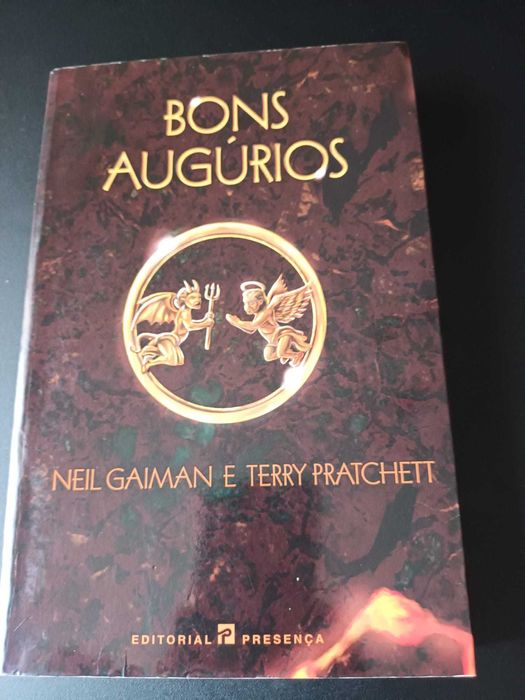 BONS
AUGÚRIOS
NEIL GAIMAN E TERRY PRATCHETT
EDITORIAL P PRESENÇA